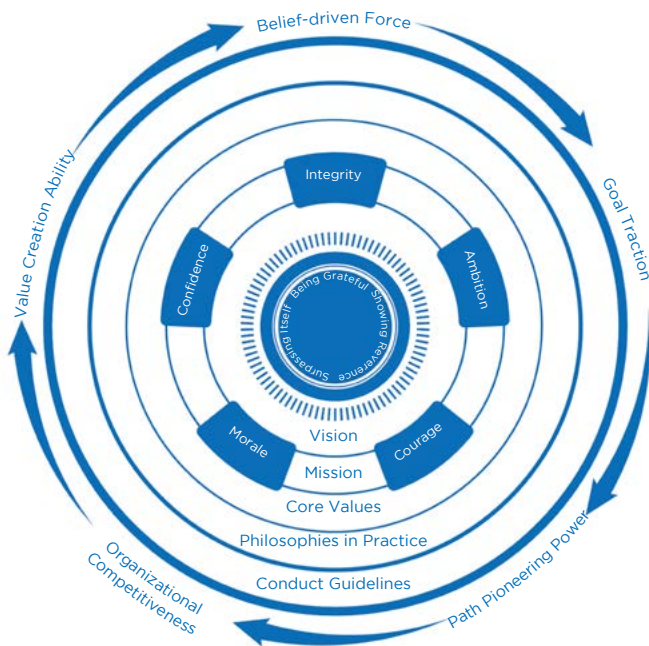 Belief-driven Force
Goal Traction
Path Pioneering Power
Organizational
Competitiveness
Value Creation Ability
Integrity
Ambition
Courage
Morale
Confidence
Being Grateful
Showing Reverence
Surpassing Itself
Vision
Mission
Core Values
Philosophies in Practice
Conduct Guidelines